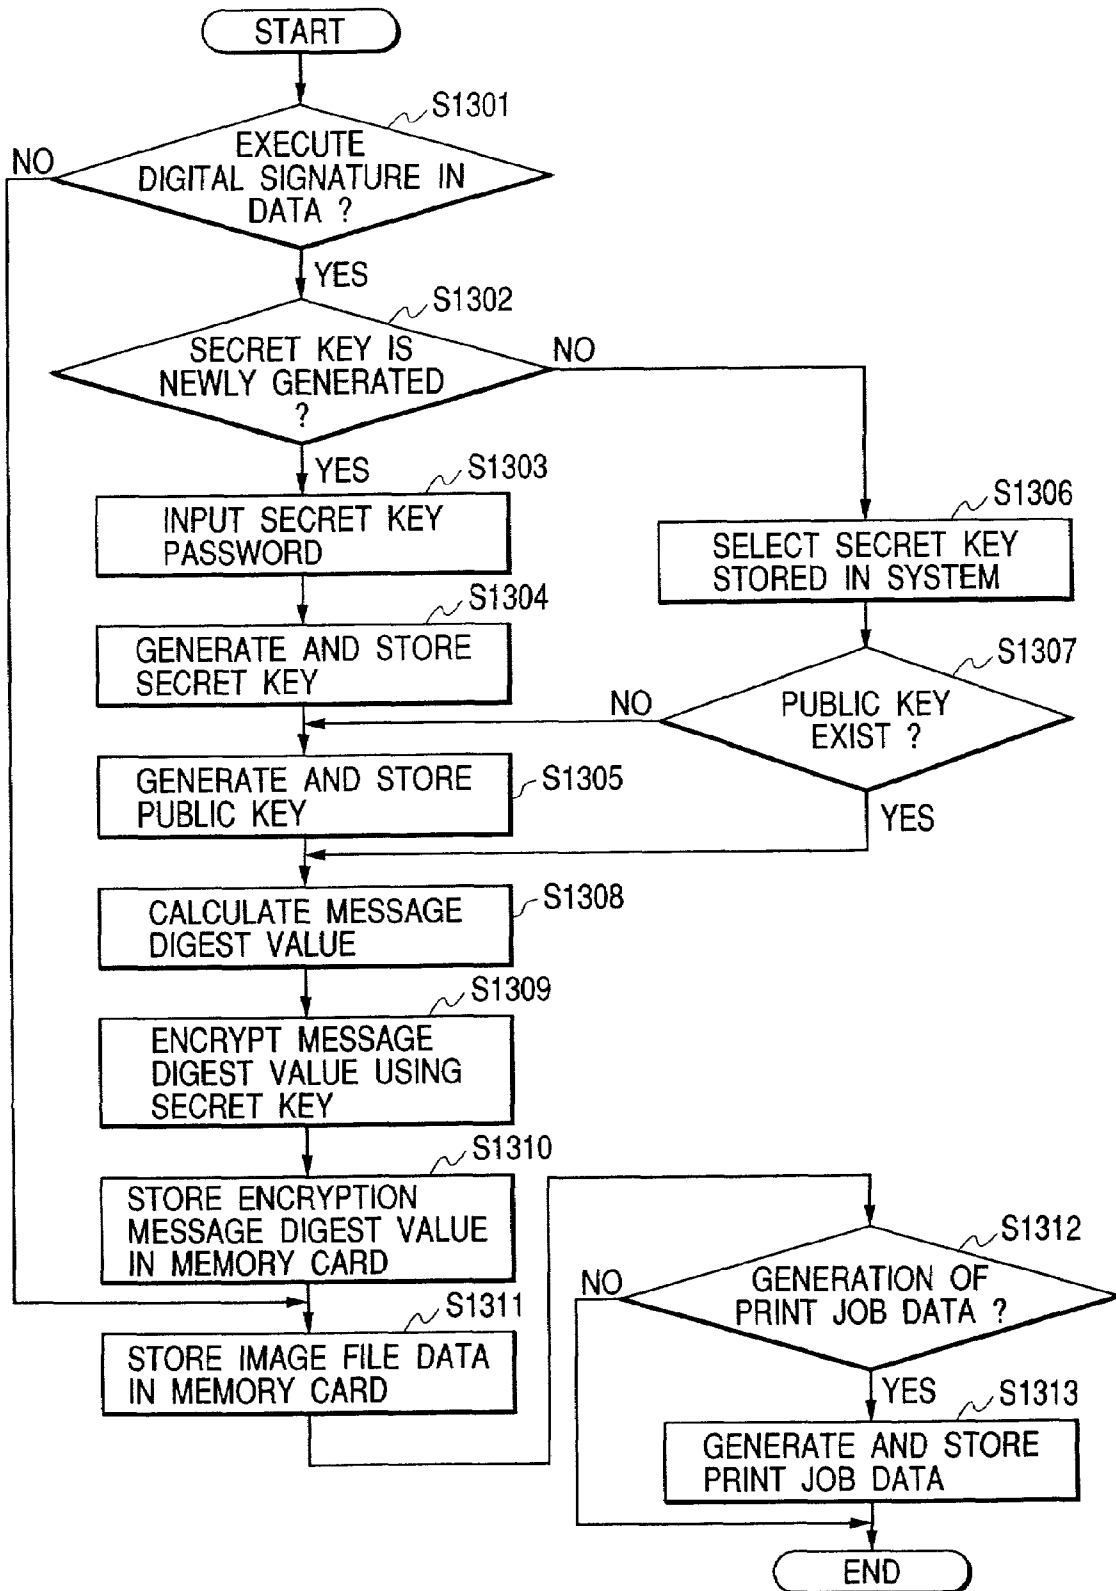 START
S1301
NO
EXECUTE
DIGITAL SIGNATURE IN
DATA ?
YES
S1302
SECRET KEY IS
NEWLY GENERATED
?
NO
YES
S1303
INPUT SECRET KEY
PASSWORD
S1306
SELECT SECRET KEY
STORED IN SYSTEM
S1304
GENERATE AND STORE
SECRET KEY
S1307
NO
PUBLIC KEY
EXIST ?
GENERATE AND STORE
PUBLIC KEY
S1305
YES
CALCULATE MESSAGE
DIGEST VALUE
S1308
S1309
ENCRYPT MESSAGE
DIGEST VALUE USING
SECRET KEY
S1310
STORE ENCRYPTION
MESSAGE DIGEST VALUE
IN MEMORY CARD
S1311
STORE IMAGE FILE DATA
IN MEMORY CARD
S1312
NO
GENERATION OF
PRINT JOB DATA ?
YES
S1313
GENERATE AND STORE
PRINT JOB DATA
END